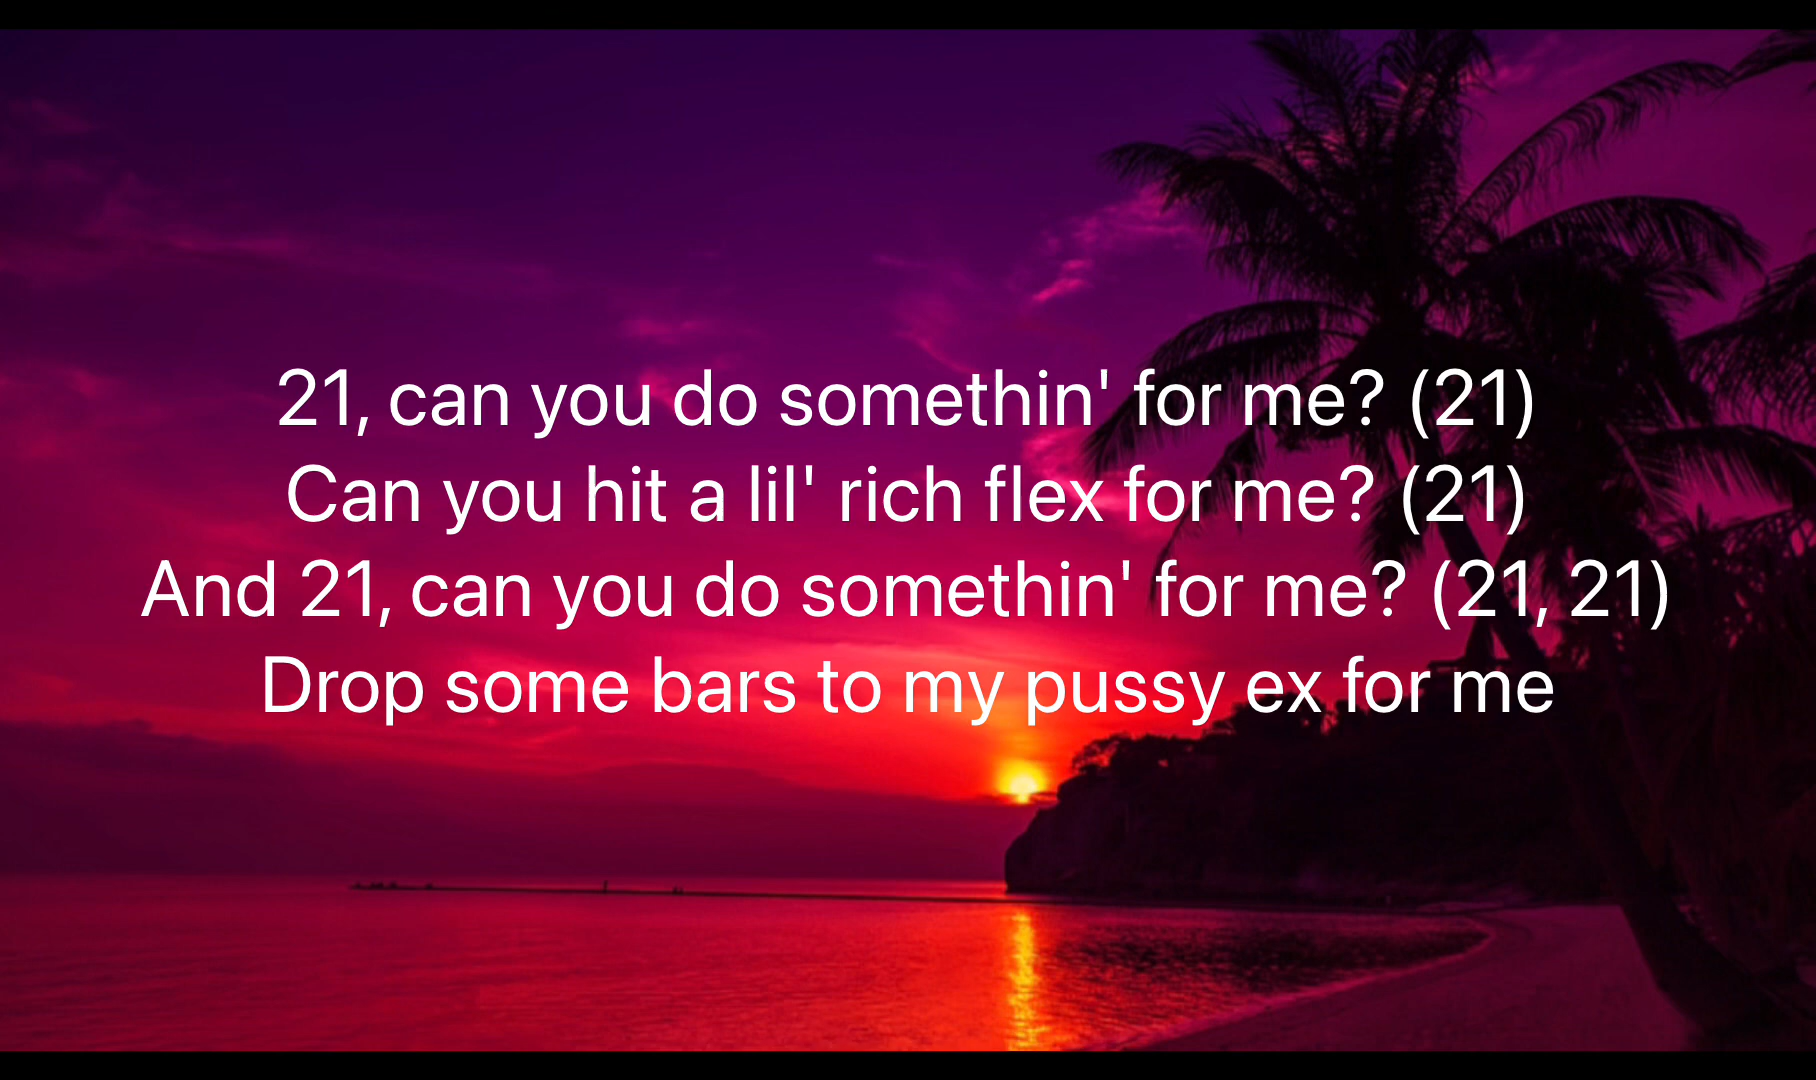 21, can you do somethin' for me? (21)
Can you hit a lil' rich flex for me? (21)
And 21, can you do somethin' for me? (21, 21)
Drop some bars to my pussy ex for me